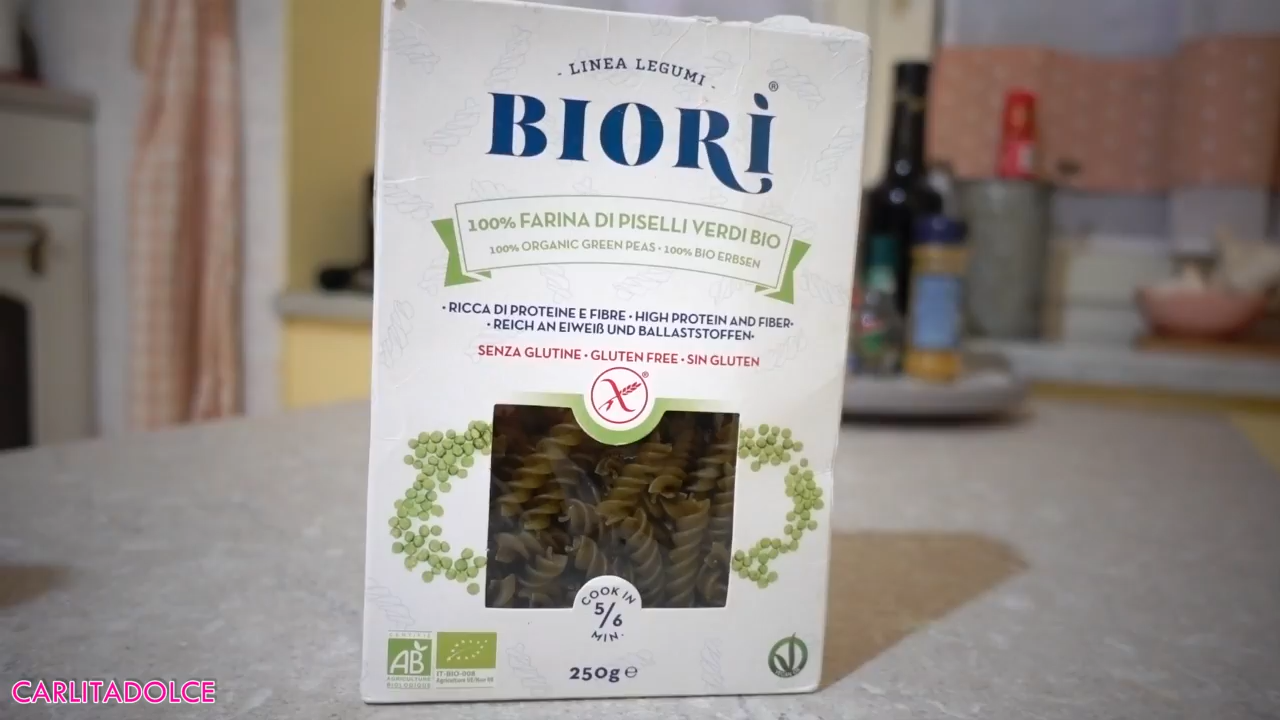 · LINEA LEGUMI ·
BIORÌ®
100% FARINA DI PISELLI VERDI BIO
100% ORGANIC GREEN PEAS · 100% BIO ERBSEN
· RICCA DI PROTEINE E FIBRE · HIGH PROTEIN AND FIBER·
· REICH AN EIWEIß UND BALLASTSTOFFEN·
SENZA GLUTINE · GLUTEN FREE · SIN GLUTEN
®
COOK IN
5/6
MIN.
AB
AGRICULTURE
BIOLOGIQUE
IT-BIO-008
250g ℮
CARLITADOLCE